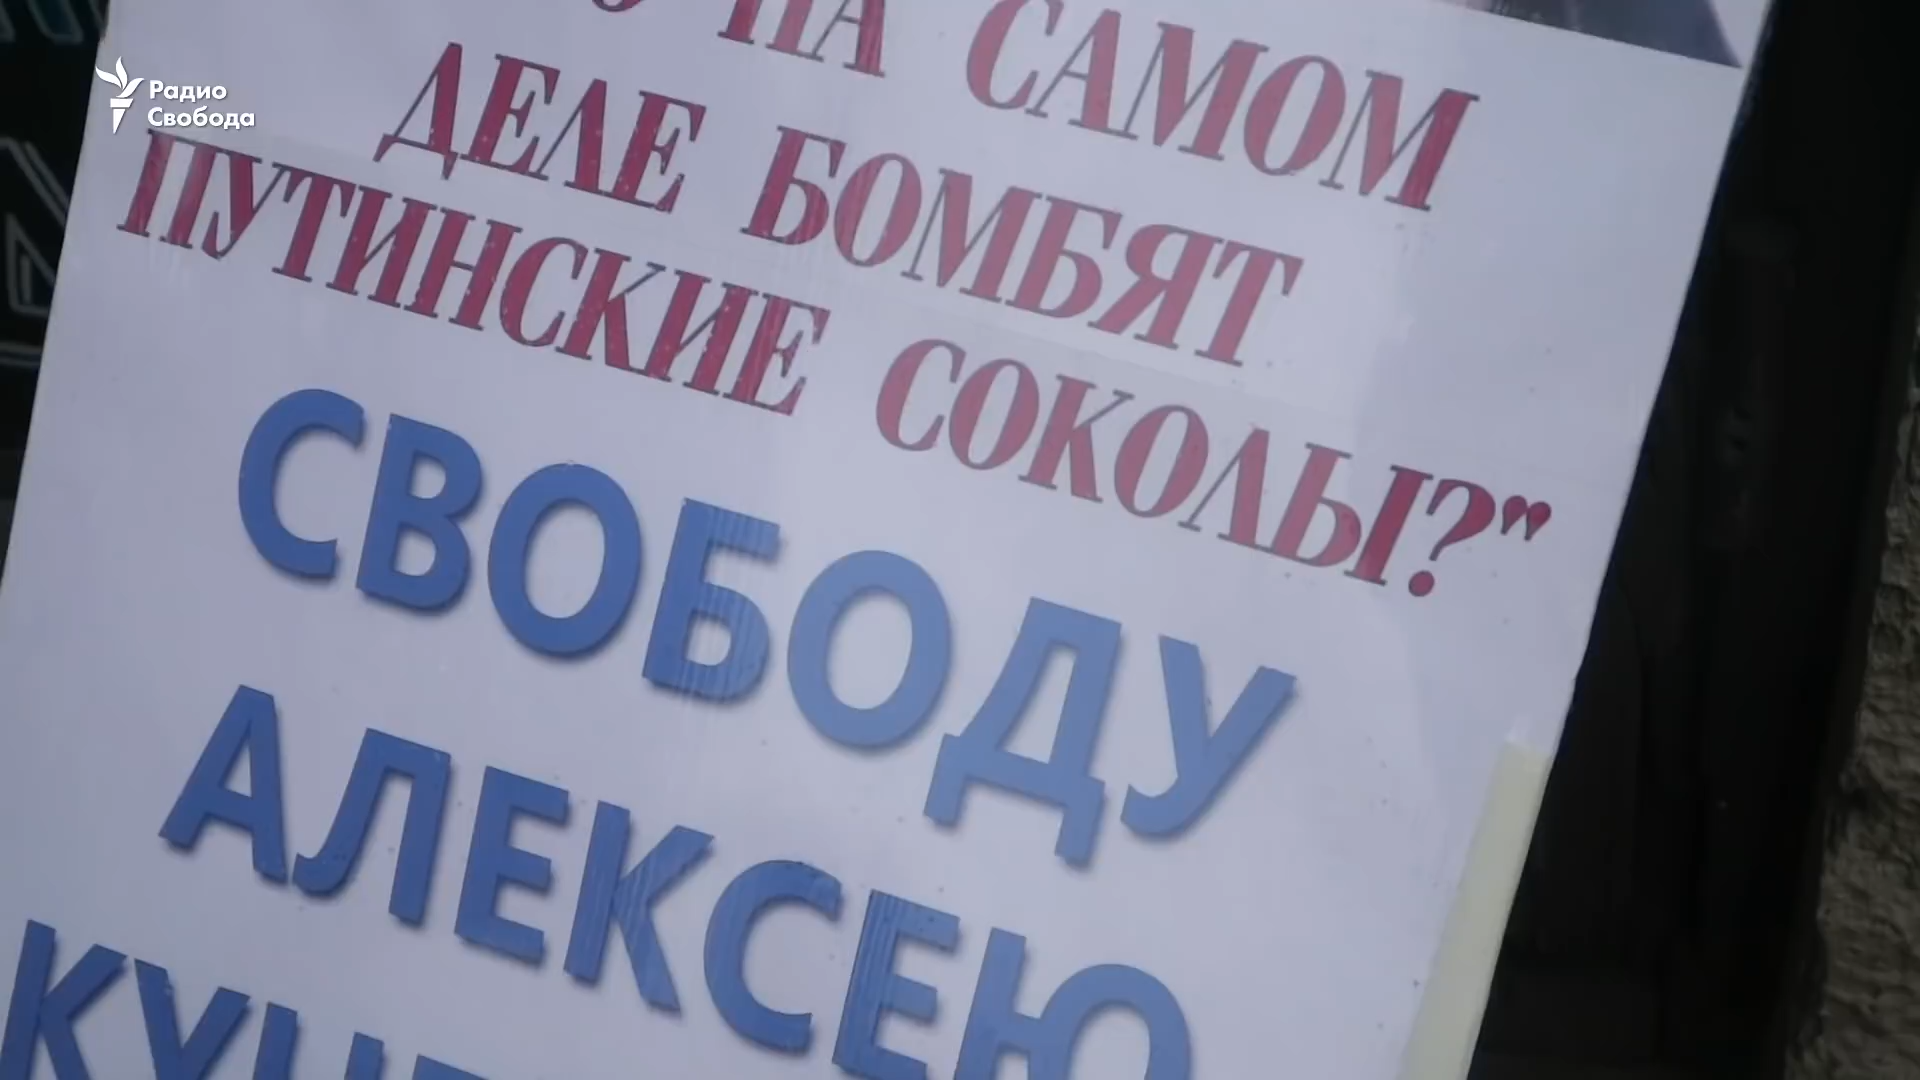 Радио
Свобода
НА САМОМ
ДЕЛЕ БОМБЯТ
ПУТИНСКИЕ СОКОЛЫ?"
СВОБОДУ
АЛЕКСЕЮ